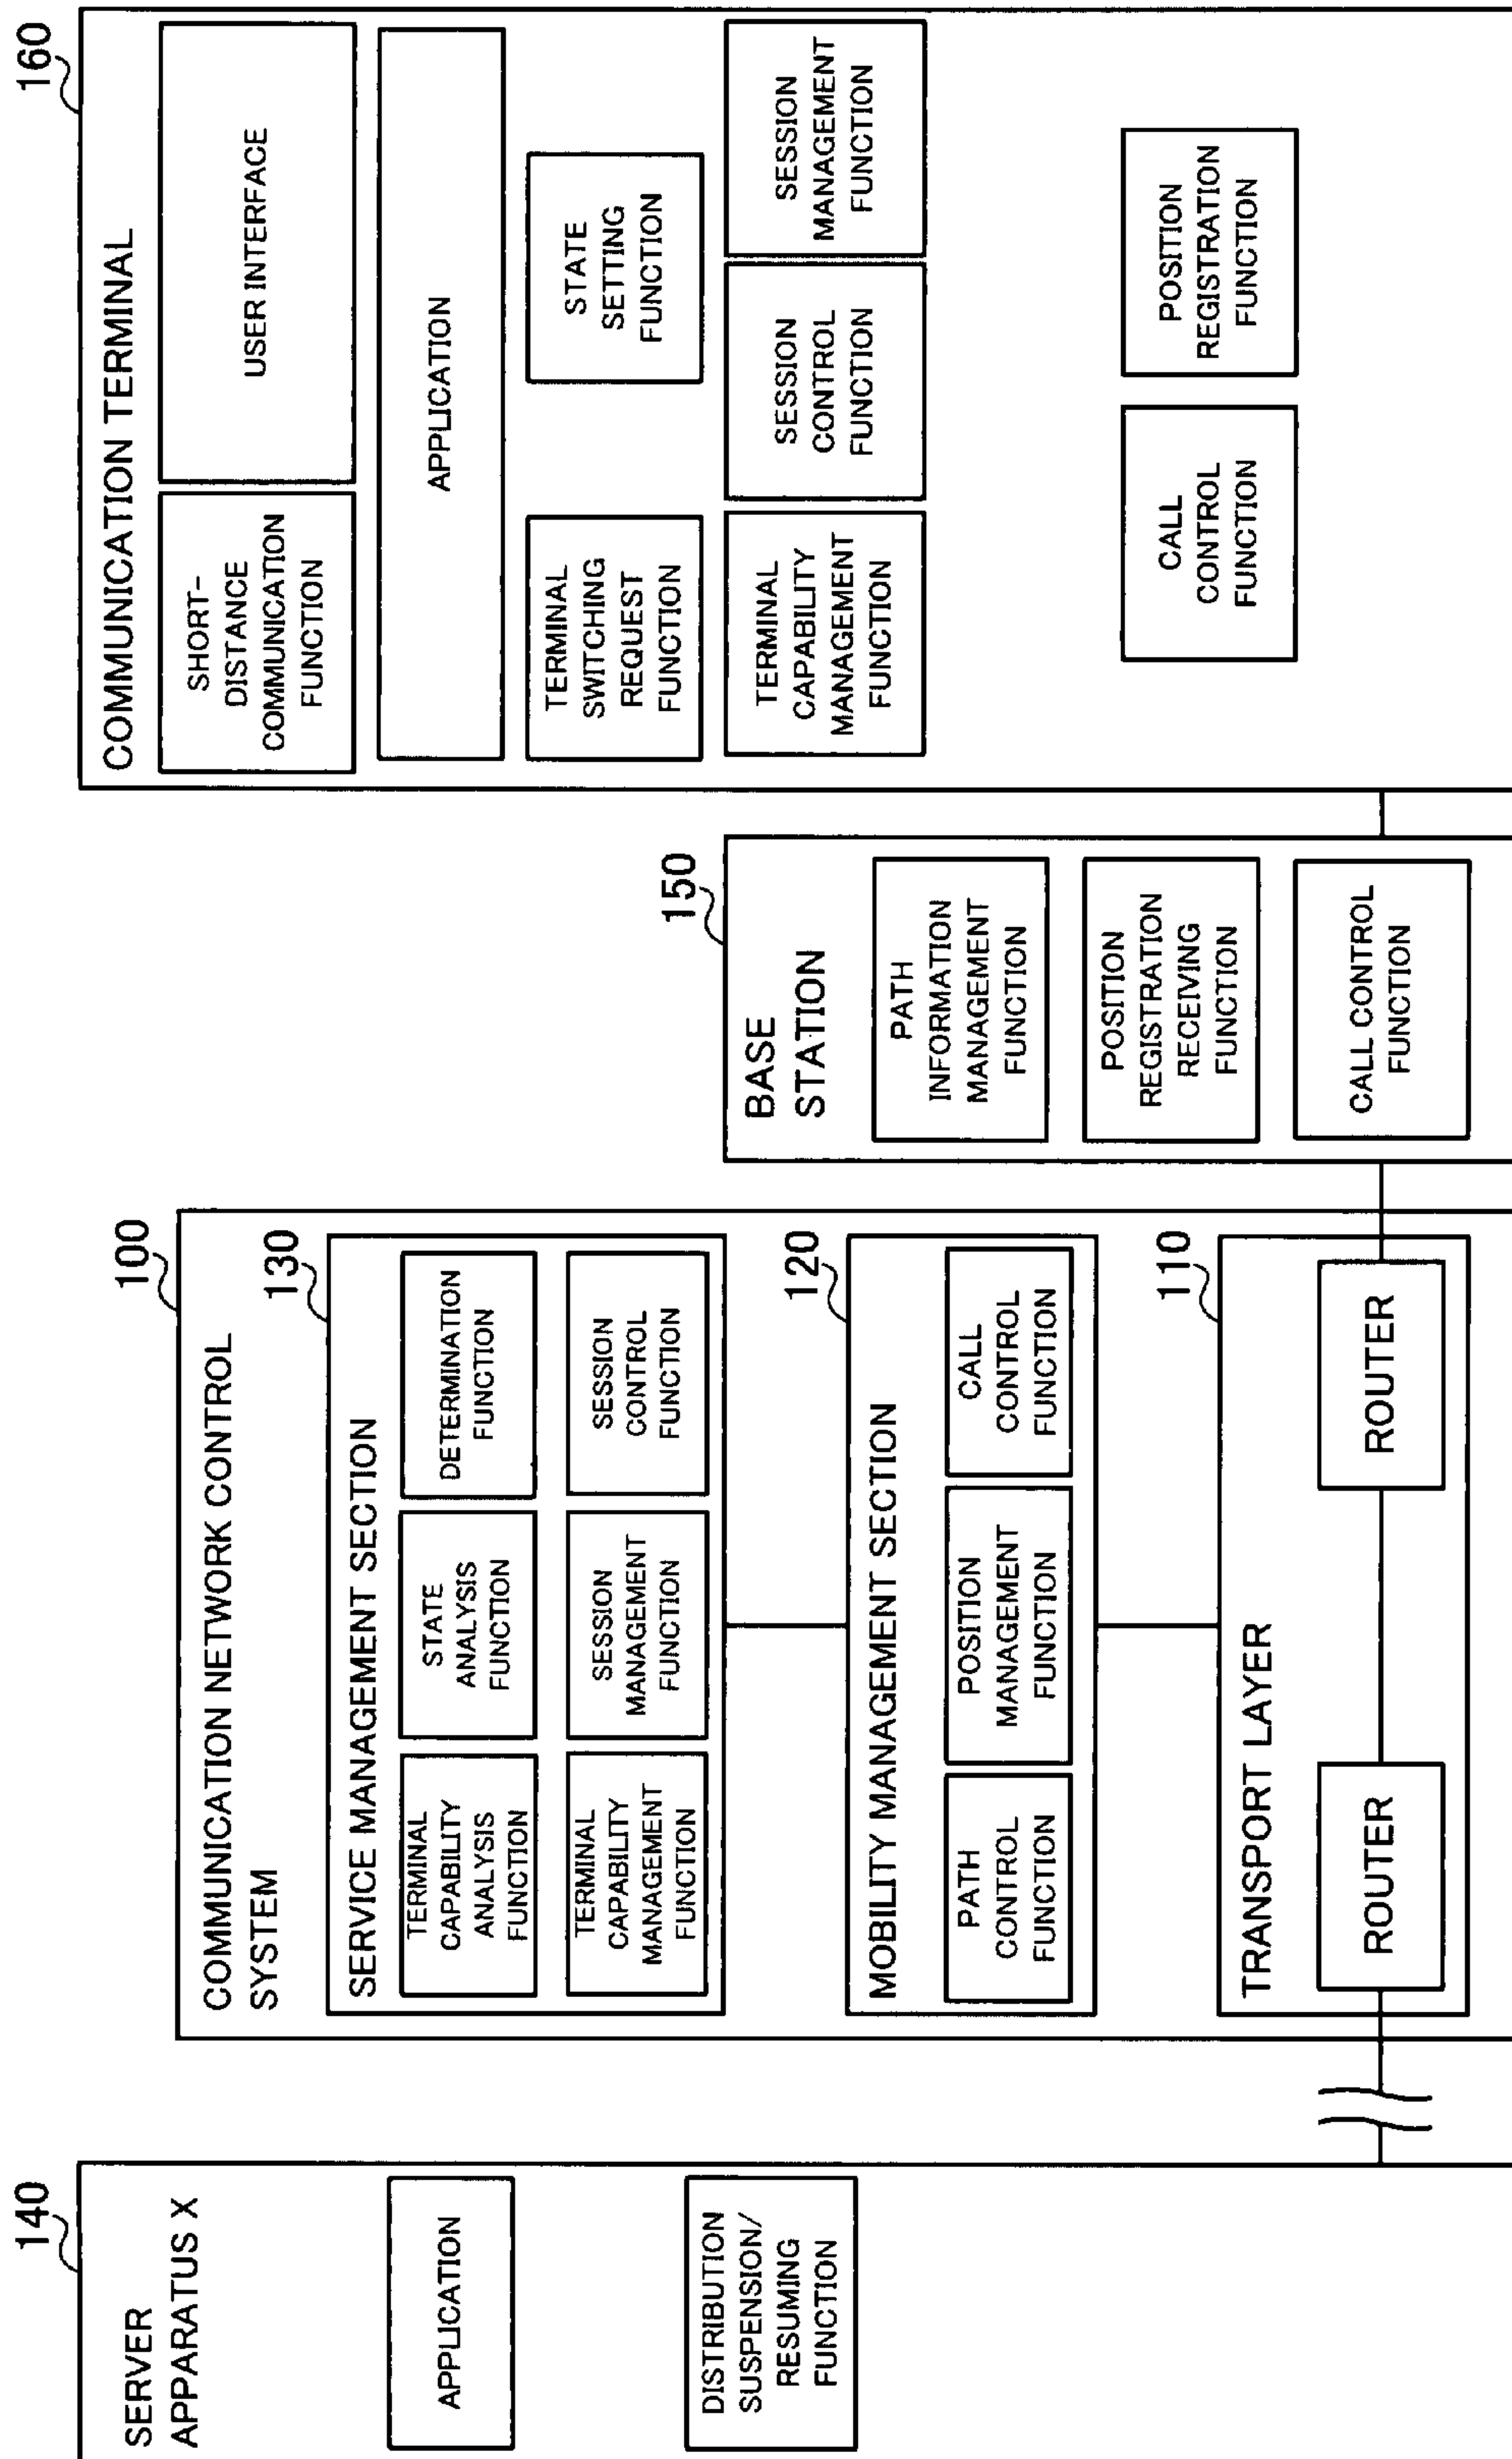 140
SERVER
APPARATUS X
APPLICATION
DISTRIBUTION
SUSPENSION/
RESUMING
FUNCTION
100
COMMUNICATION NETWORK CONTROL
SYSTEM
130
SERVICE MANAGEMENT SECTION
TERMINAL
CAPABILITY
ANALYSIS
FUNCTION
STATE
ANALYSIS
FUNCTION
DETERMINATION
FUNCTION
TERMINAL
CAPABILITY
MANAGEMENT
FUNCTION
SESSION
MANAGEMENT
FUNCTION
SESSION
CONTROL
FUNCTION
120
MOBILITY MANAGEMENT SECTION
PATH
CONTROL
FUNCTION
POSITION
MANAGEMENT
FUNCTION
CALL
CONTROL
FUNCTION
110
TRANSPORT LAYER
ROUTER
ROUTER
150
BASE
STATION
PATH
INFORMATION
MANAGEMENT
FUNCTION
POSITION
REGISTRATION
RECEIVING
FUNCTION
CALL CONTROL
FUNCTION
160
COMMUNICATION TERMINAL
SHORT-
DISTANCE
COMMUNICATION
FUNCTION
USER INTERFACE
APPLICATION
TERMINAL
SWITCHING
REQUEST
FUNCTION
STATE
SETTING
FUNCTION
TERMINAL
CAPABILITY
MANAGEMENT
FUNCTION
SESSION
CONTROL
FUNCTION
SESSION
MANAGEMENT
FUNCTION
CALL
CONTROL
FUNCTION
POSITION
REGISTRATION
FUNCTION